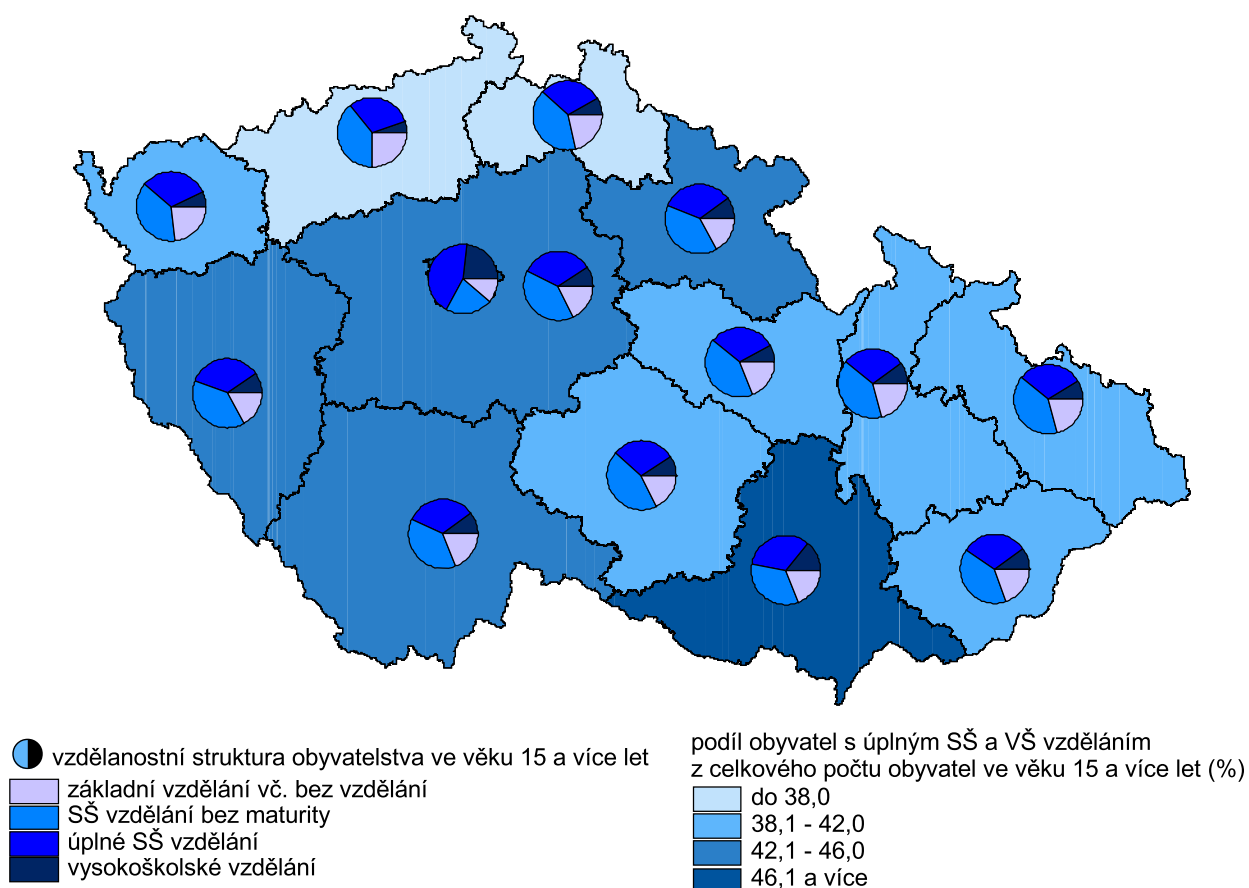 vzdělanostní struktura obyvatelstva ve věku 15 a více let
základní vzdělání vč. bez vzdělání
SŠ vzdělání bez maturity
úplné SŠ vzdělání
vysokoškolské vzdělání
podíl obyvatel s úplným SŠ a VŠ vzděláním
z celkového počtu obyvatel ve věku 15 a více let (%)
do 38,0
38,1 - 42,0
42,1 - 46,0
46,1 a více